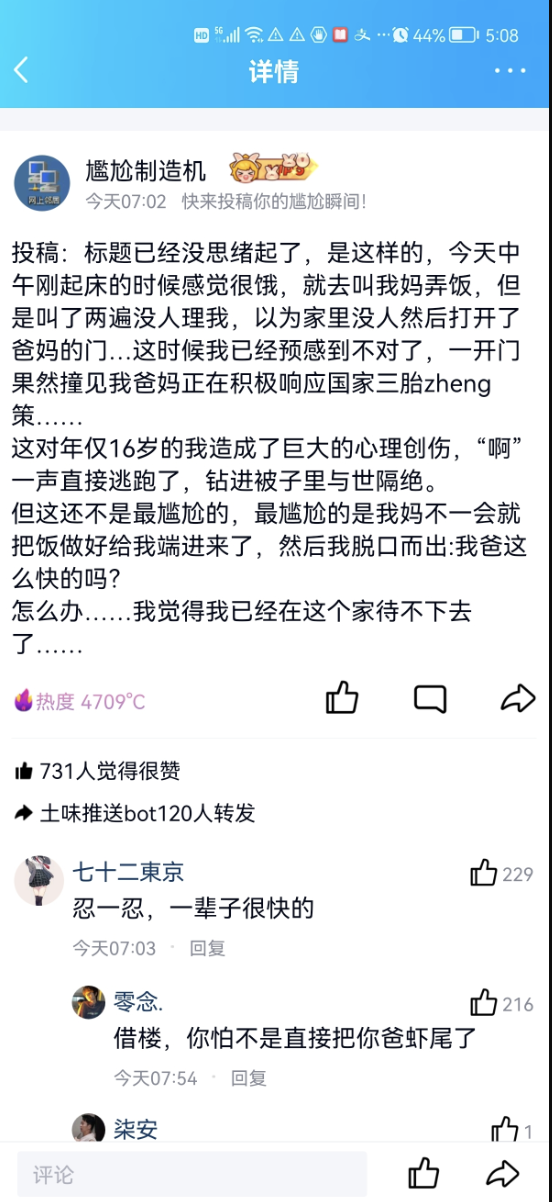 HD 5G 44% 5:08
详情
尴尬制造机
今天07:02 快来投稿你的尴尬瞬间!
投稿：标题已经没思绪起了，是这样的，今天中
午刚起床的时候感觉很饿，就去叫我妈弄饭，但
是叫了两遍没人理我，以为家里没人然后打开了
爸妈的门…这时候我已经预感到不对了，一开门
果然撞见我爸妈正在积极响应国家三胎zheng
策……
这对年仅16岁的我造成了巨大的心理创伤，“啊”
一声直接逃跑了，钻进被子里与世隔绝。
但这还不是最尴尬的，最尴尬的是我妈不一会就
把饭做好给我端进来了，然后我脱口而出:我爸这
么快的吗?
怎么办……我觉得我已经在这个家待不下去
了……
热度 4709℃
731人觉得很赞
土味推送bot120人转发
七十二東京 229
忍一忍，一辈子很快的
今天07:03 · 回复
零念. 216
借楼，你怕不是直接把你爸虾尾了
今天07:54 · 回复
柒安 1
评论